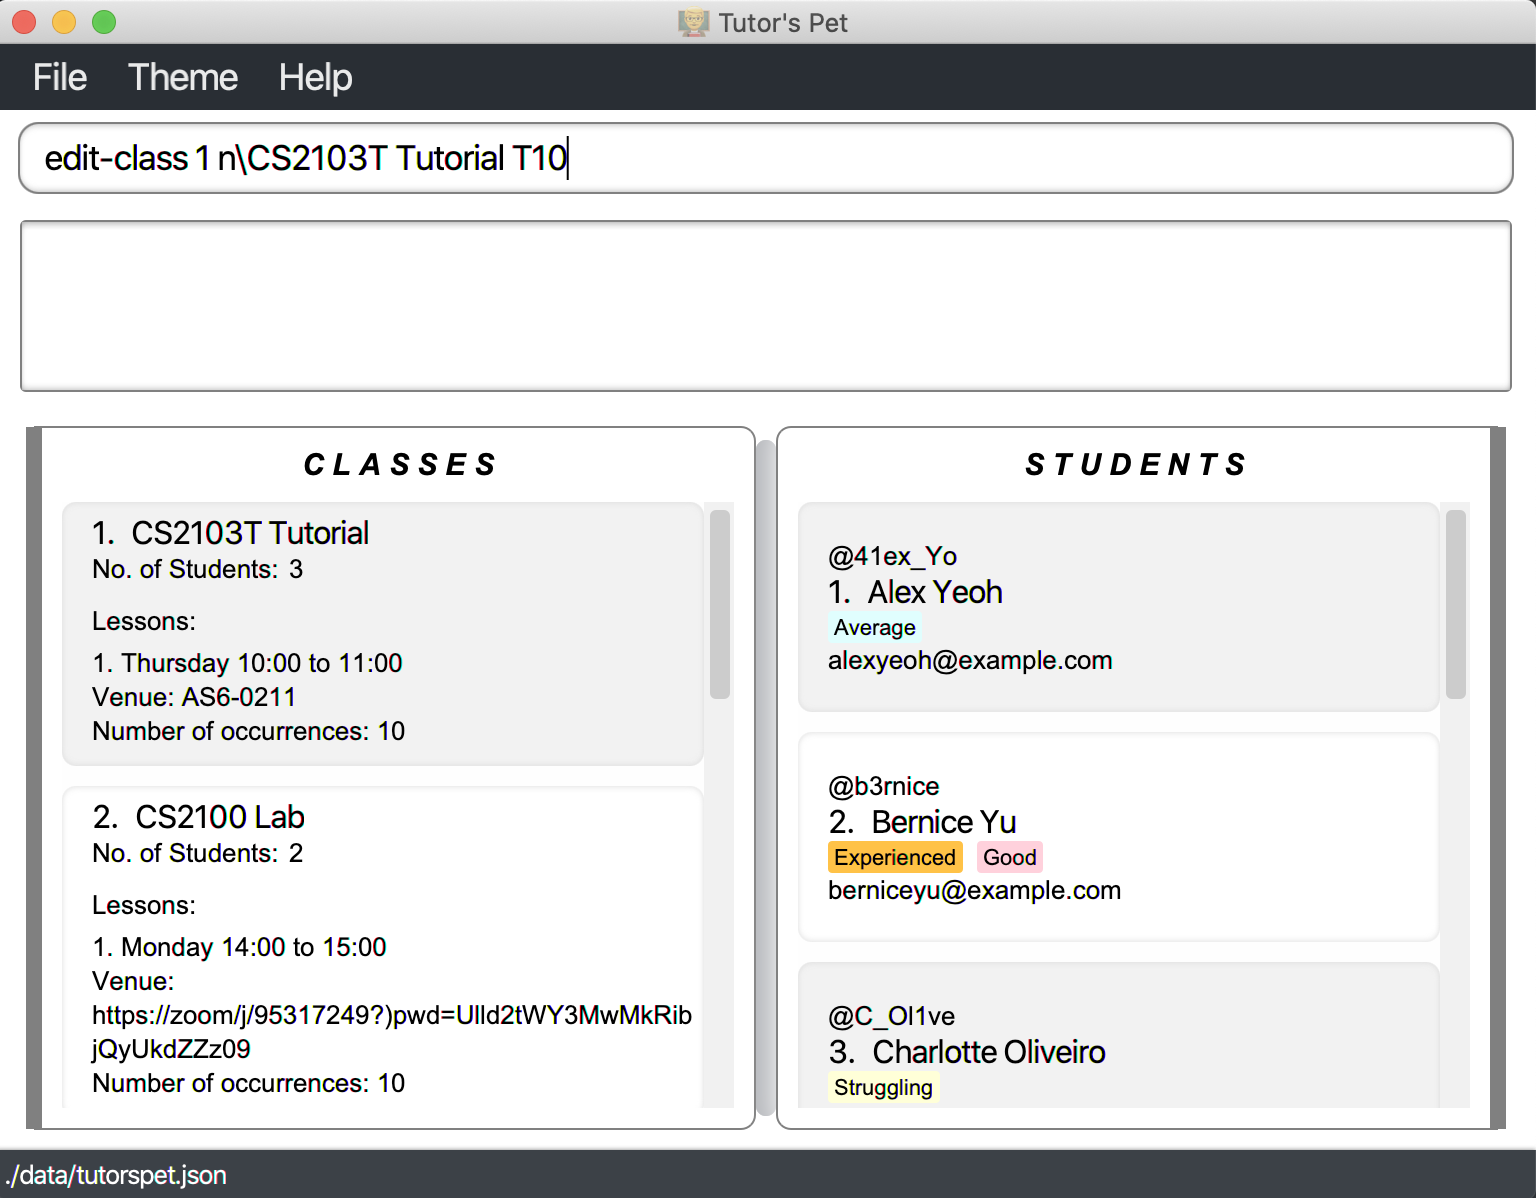 Tutor's Pet
File Theme Help
edit-class 1 n\CS2103T Tutorial T10
CLASSES
1. CS2103T Tutorial
No. of Students: 3
Lessons:
1. Thursday 10:00 to 11:00
Venue: AS6-0211
Number of occurrences: 10
2. CS2100 Lab
No. of Students: 2
Lessons:
1. Monday 14:00 to 15:00
Venue:
https://zoom/j/95317249?)pwd=Ulld2tWY3MwMkRib
jQyUkdZZz09
Number of occurrences: 10
STUDENTS
@41ex_Yo
1. Alex Yeoh
Average
alexyeoh@example.com
@b3rnice
2. Bernice Yu
Experienced Good
berniceyu@example.com
@C_Ol1ve
3. Charlotte Oliveiro
Struggling
./data/tutorspet.json